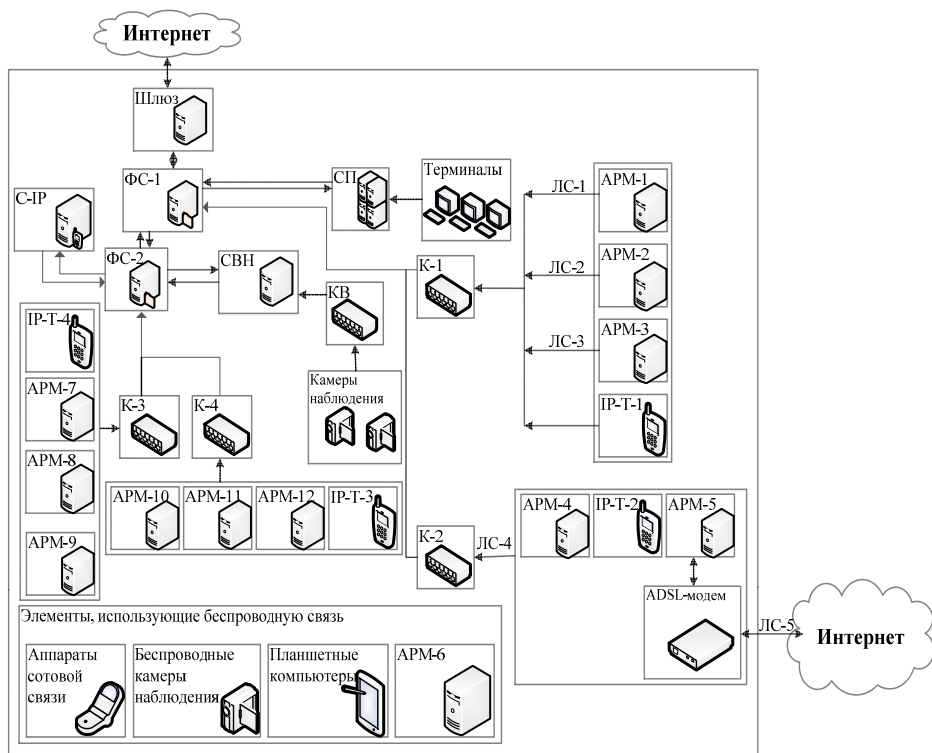 Интернет
Шлюз
ФС-1
СП
Терминалы
С-IP
ФС-2
СВН
КВ
К-1
ЛС-1
АРМ-1
ЛС-2
АРМ-2
ЛС-3
АРМ-3
IP-T-1
IP-T-4
АРМ-7
АРМ-8
АРМ-9
К-3
К-4
Камеры
наблюдения
АРМ-10
АРМ-11
АРМ-12
IP-T-3
К-2
ЛС-4
АРМ-4
IP-T-2
АРМ-5
ADSL-модем
ЛС-5
Интернет
Элементы, использующие беспроводную связь
Аппараты
сотовой
связи
Беспроводные
камеры
наблюдения
Планшетные
компьютеры
АРМ-6